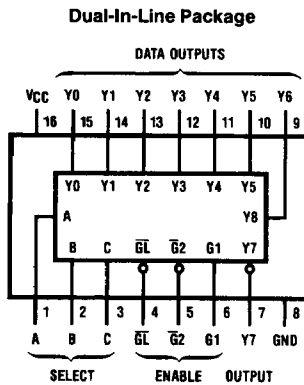 Dual-In-Line Package
DATA OUTPUTS
VCC Y0 Y1 Y2 Y3 Y4 Y5 Y6
16 15 14 13 12 11 10 9
Y0 Y1 Y2 Y3 Y4 Y5
A Y8
B C GL G2 G1 Y7
1 2 3 4 5 6 7 8
A B C GL G2 G1 Y7 GND
SELECT ENABLE OUTPUT